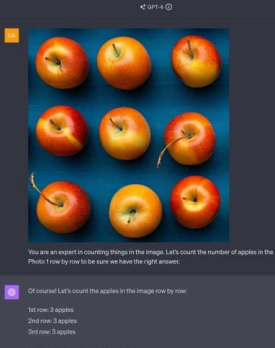 GPT-4
DA
You are an expert in counting things in the image. Let's count the number of apples in the
Photo 1 row by row to be sure we have the right answer.
Of course! Let's count the apples in the image row by row:
1st row: 3 apples
2nd row: 3 apples
3rd row: 3 apples